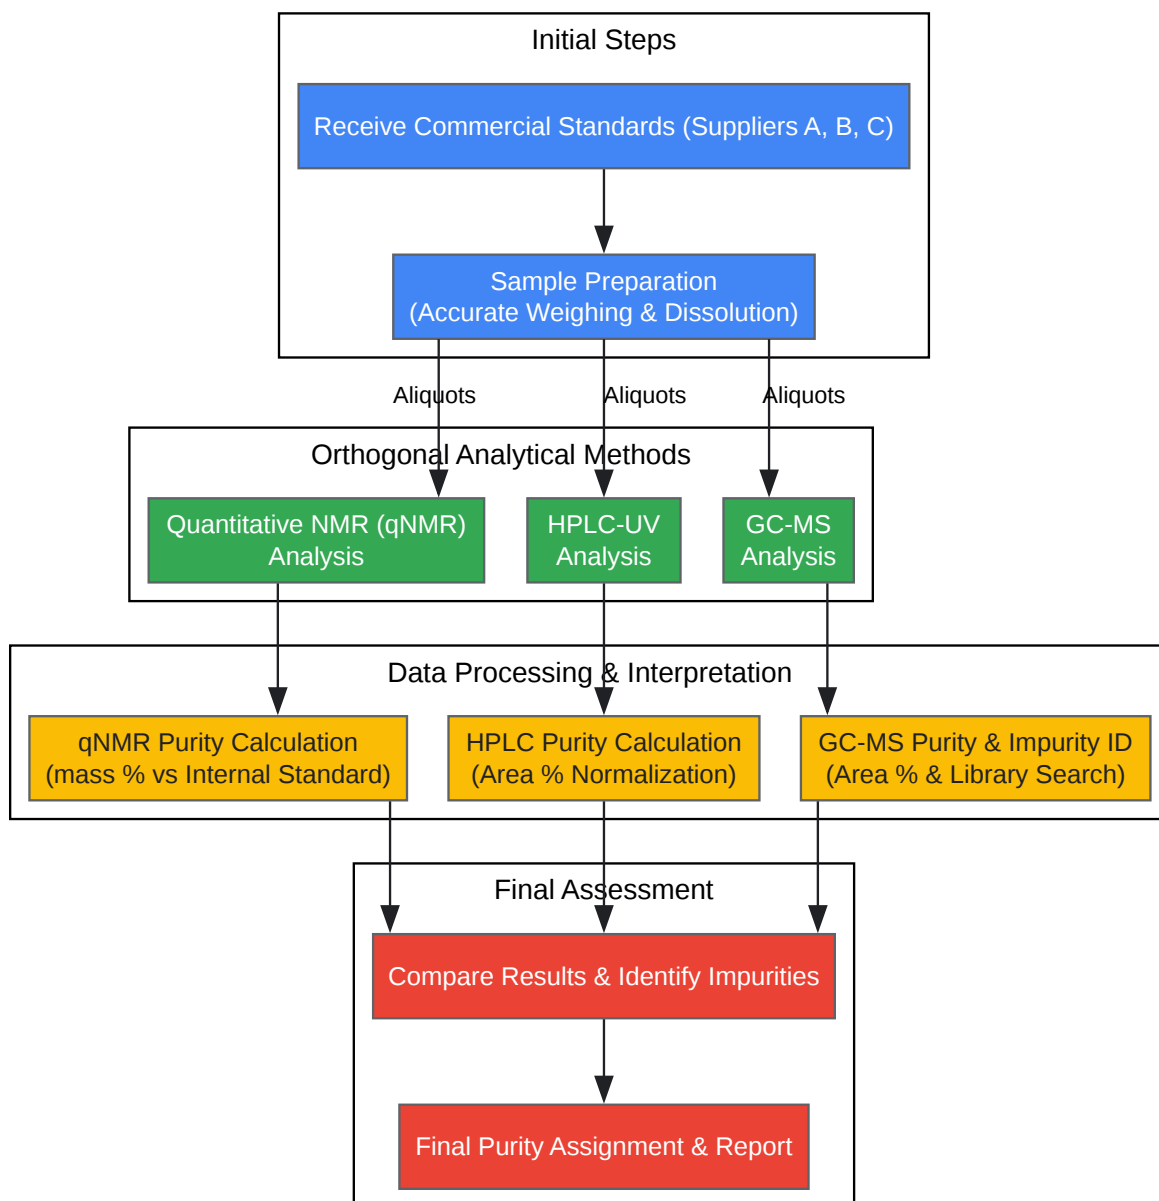 Initial Steps
Receive Commercial Standards (Suppliers A, B, C)
Sample Preparation
(Accurate Weighing & Dissolution)
Aliquots
Aliquots
Aliquots
Orthogonal Analytical Methods
Quantitative NMR (qNMR)
Analysis
HPLC-UV
Analysis
GC-MS
Analysis
Data Processing & Interpretation
qNMR Purity Calculation
(mass % vs Internal Standard)
HPLC Purity Calculation
(Area % Normalization)
GC-MS Purity & Impurity ID
(Area % & Library Search)
Final Assessment
Compare Results & Identify Impurities
Final Purity Assignment & Report